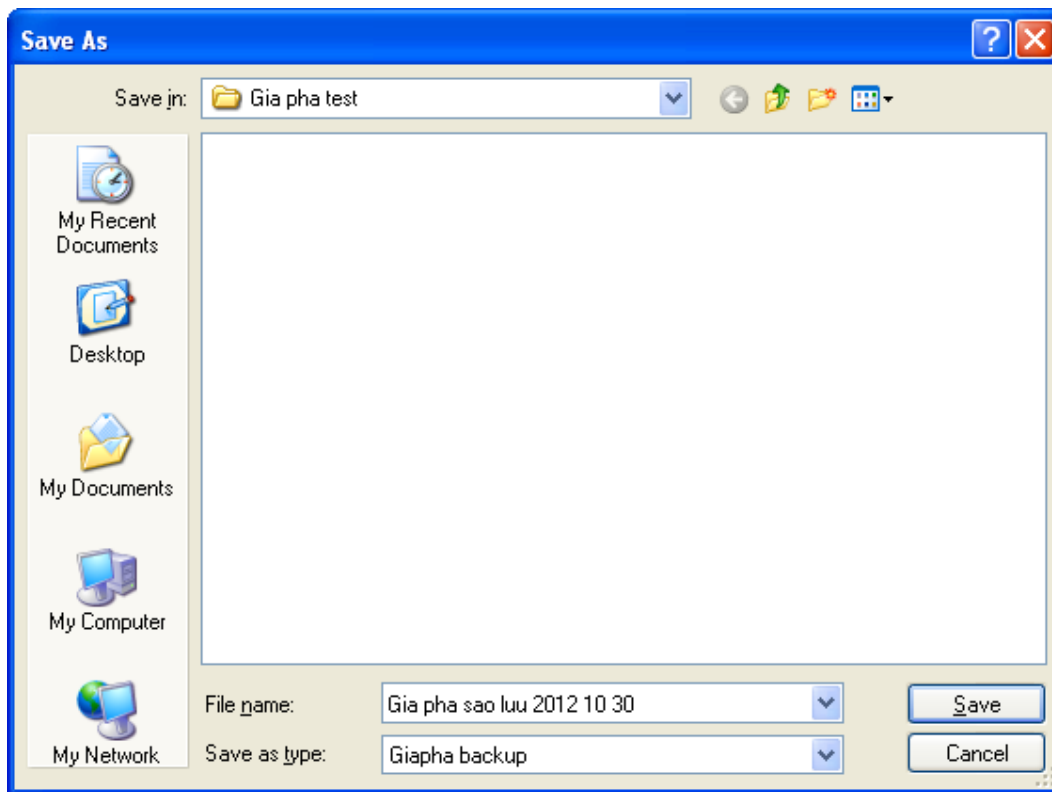 Save As
Save in: Gia pha test
My Recent
Documents
Desktop
My Documents
My Computer
My Network
File name: Gia pha sao luu 2012 10 30 Save
Save as type: Giapha backup Cancel